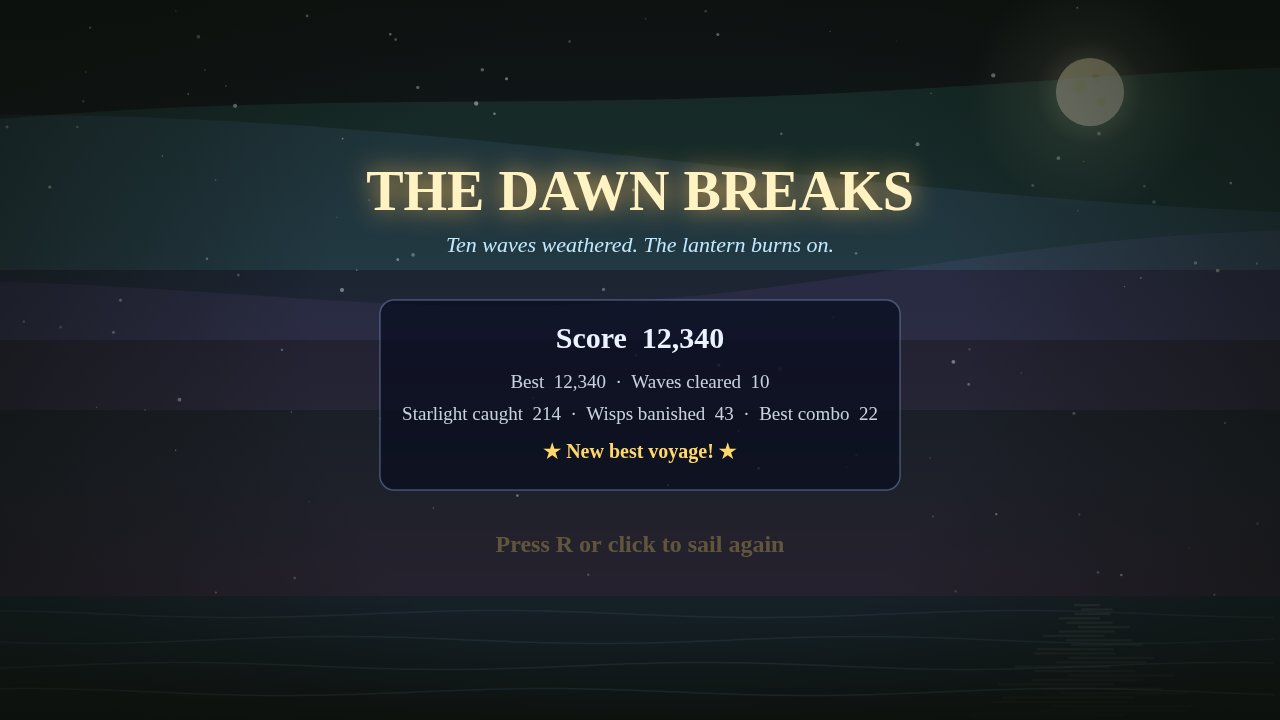 THE DAWN BREAKS
Ten waves weathered. The lantern burns on.
Score 12,340
Best 12,340 · Waves cleared 10
Starlight caught 214 · Wisps banished 43 · Best combo 22
★ New best voyage! ★
Press R or click to sail again